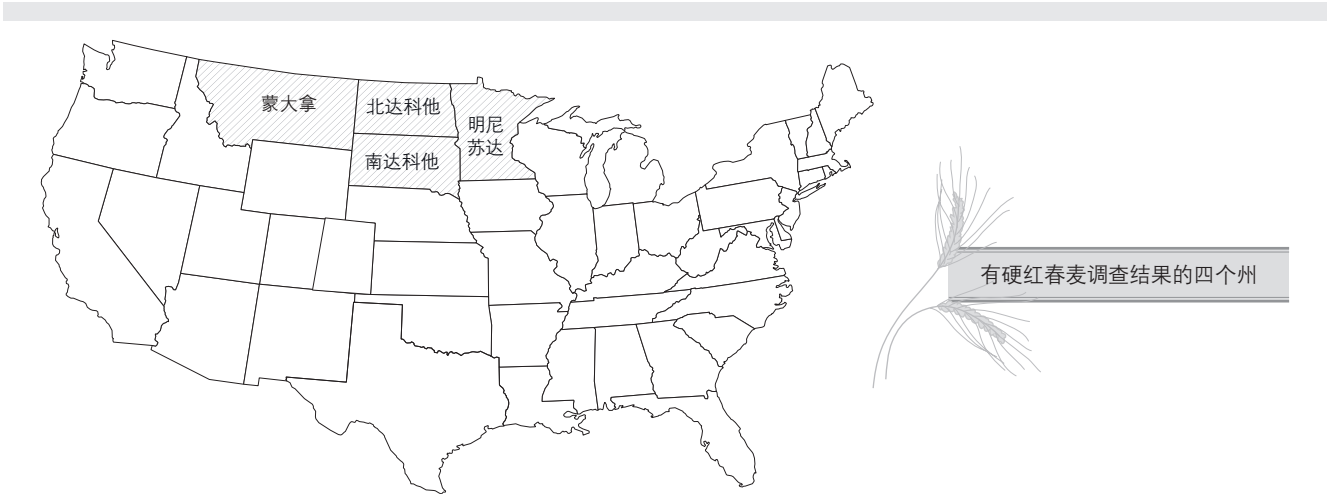 蒙大拿
北达科他
明尼
苏达
南达科他
有硬红春麦调查结果的四个州